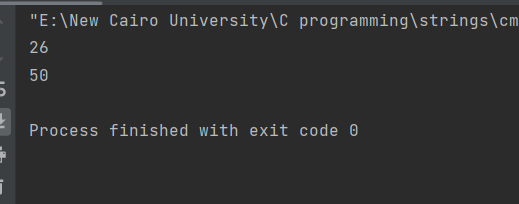 "E:\New Cairo University\C programming\strings\cm
26
50
Process finished with exit code 0